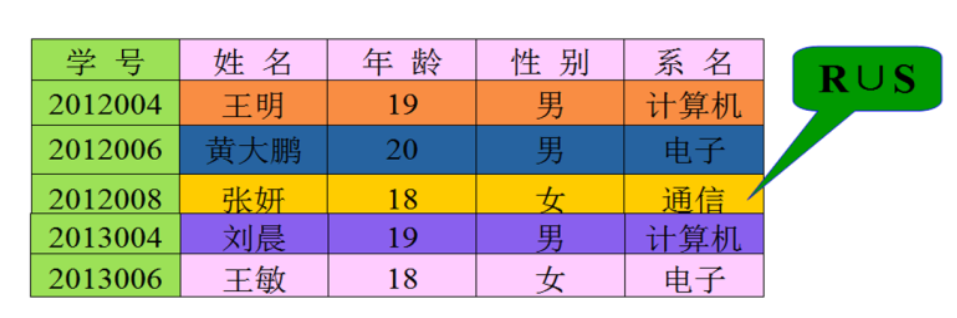 学 号 姓 名 年 龄 性 别 系 名
2012004 王明 19 男 计算机
2012006 黄大鹏 20 男 电子
2012008 张妍 18 女 通信
2013004 刘晨 19 男 计算机
2013006 王敏 18 女 电子
R∪S